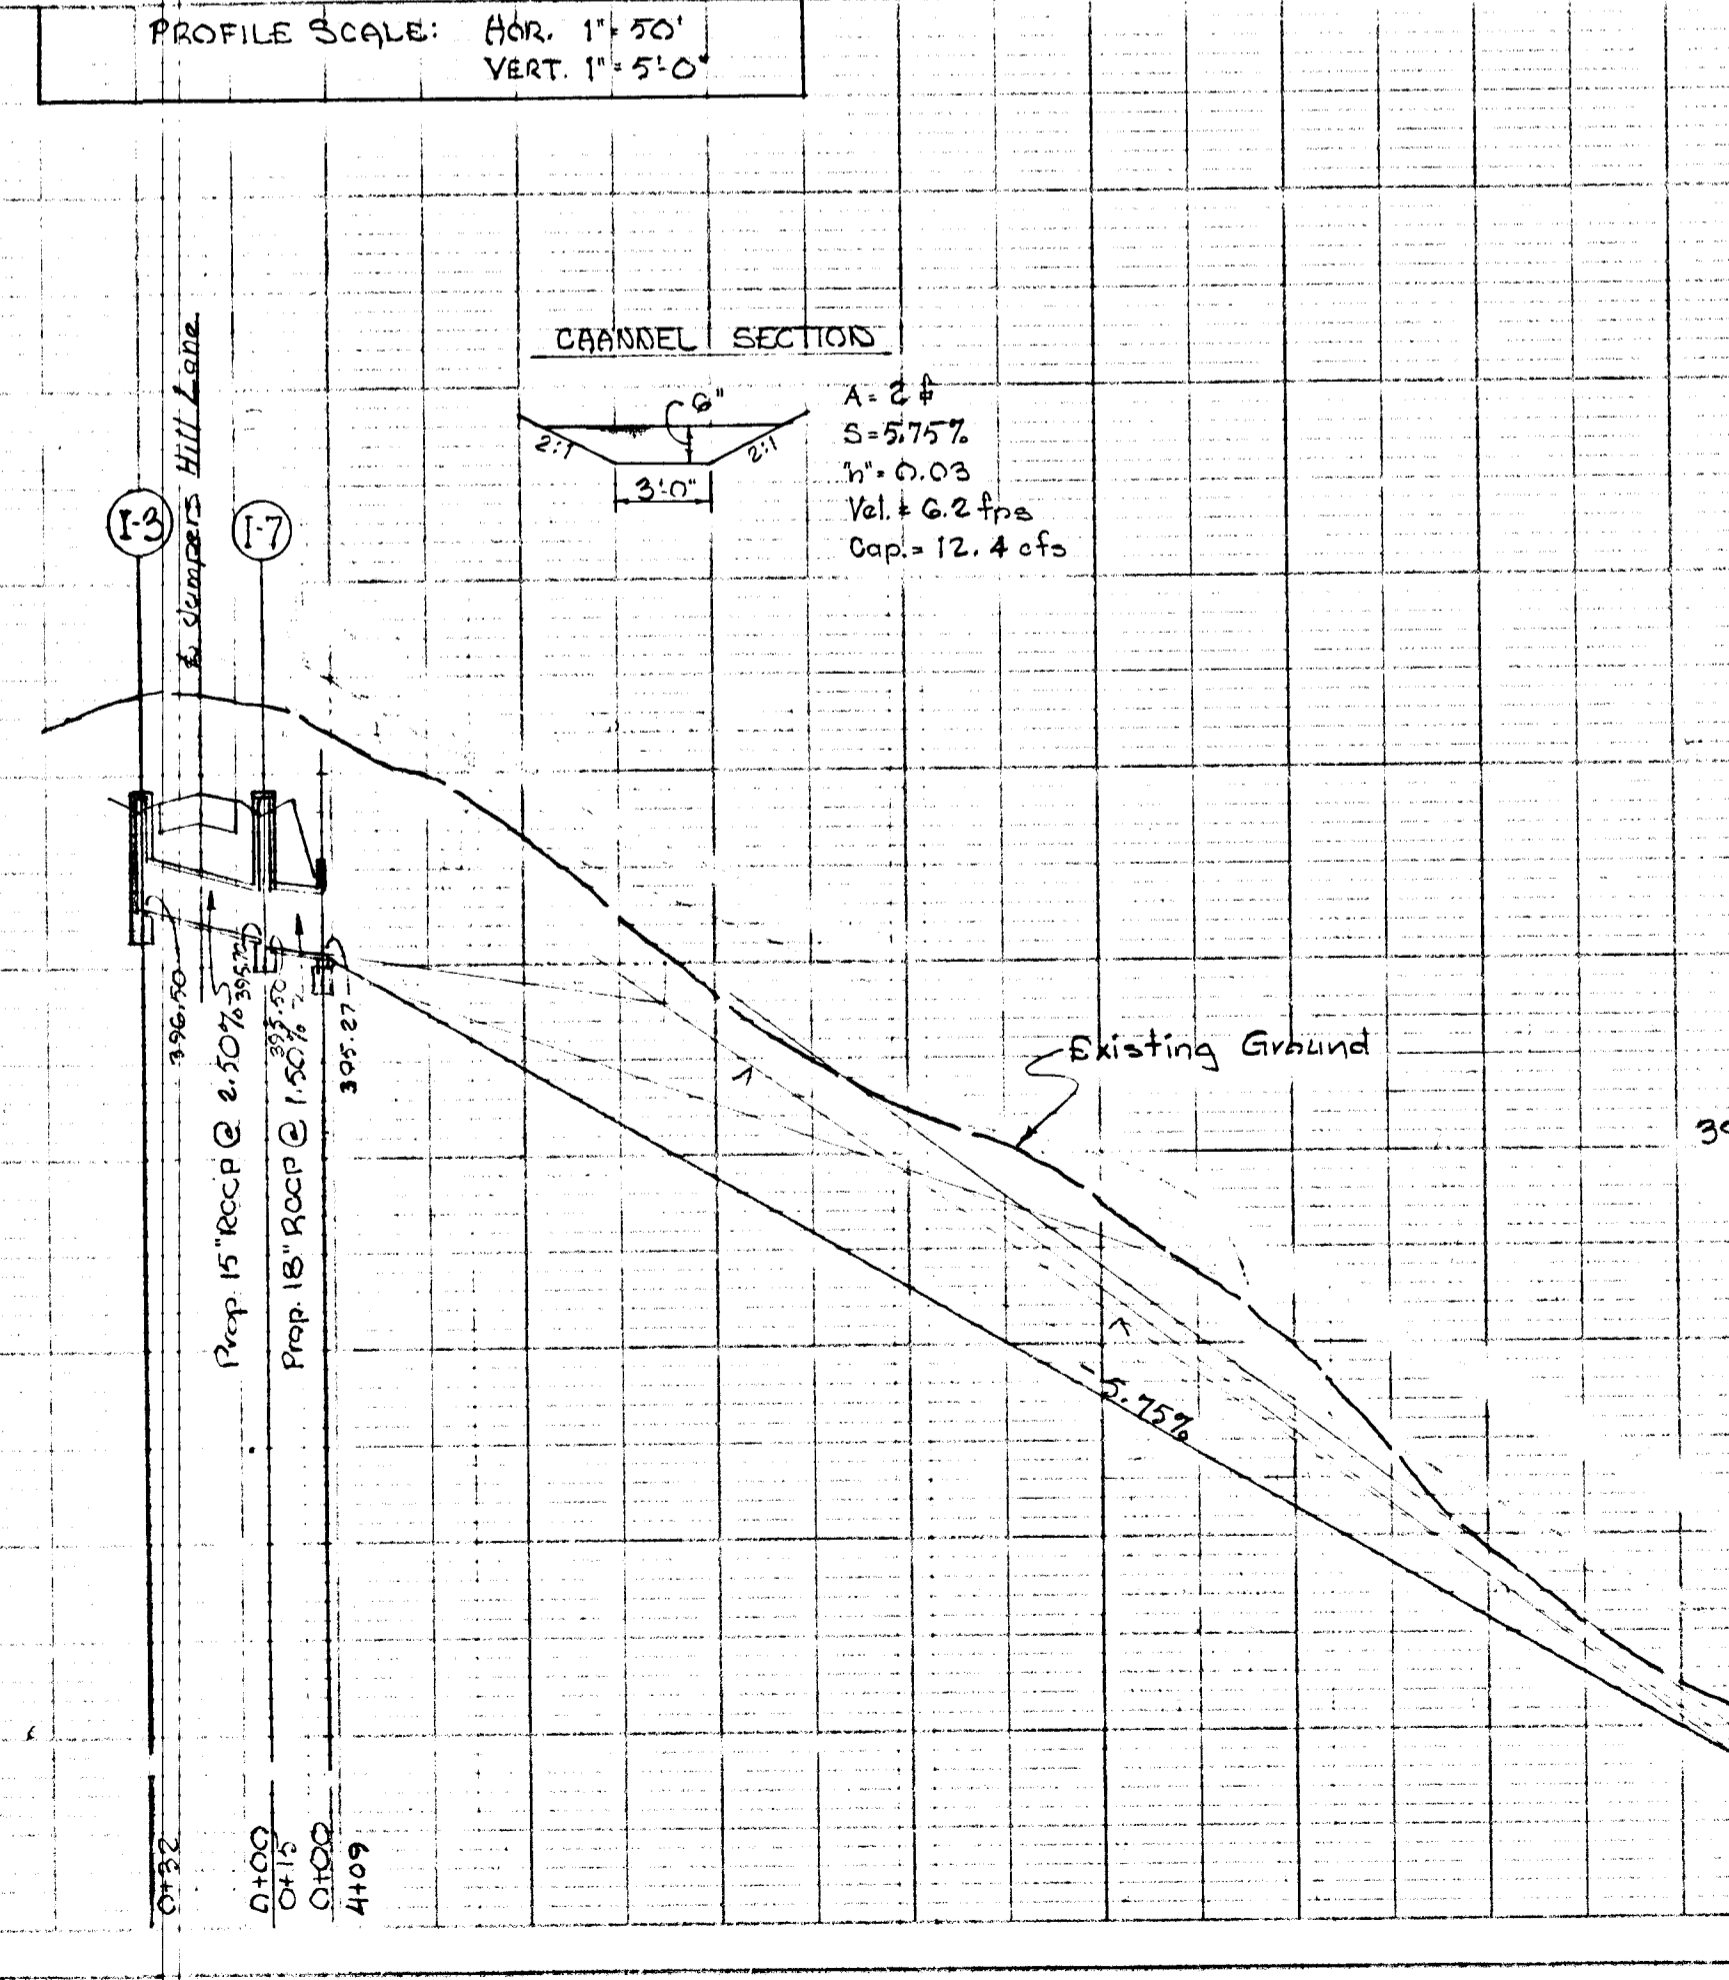 PROFILE SCALE: HOR. 1"= 50'
VERT. 1"= 5'-0"
CHANNEL SECTION
6"
2:1
2:1
3'-0"
A = 2
S = 5.75%
"n" = 0.03
Vel. = 6.2 fps
Cap. = 12.4 cfs
I-3
℄ Jumpers Hill Lane
I-7
396.50
Prop. 15" RCCP @ 2.50%
395.50
Prop. 18" RCCP @ 1.50%
395.27
Existing Ground
- 5.75%
0+32
0+00
0+15
0+00
4+09